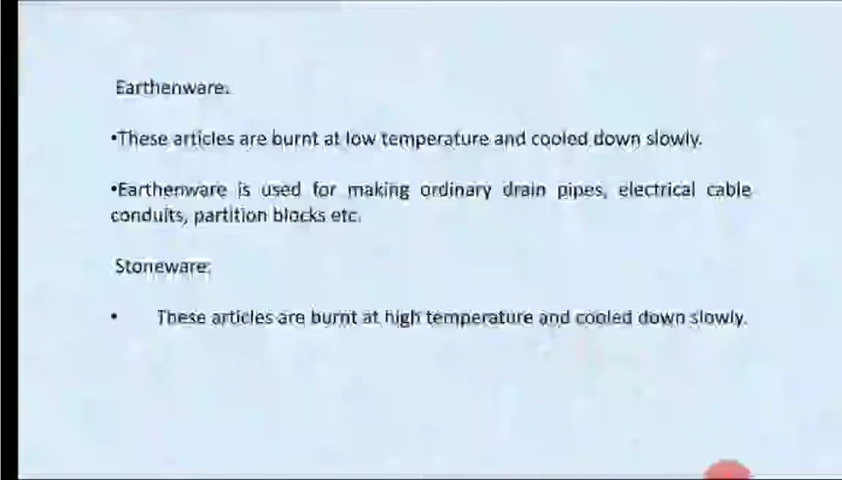 Earthenware:
•These articles are burnt at low temperature and cooled down slowly.
•Earthenware is used for making ordinary drain pipes, electrical cable
conduits, partition blocks etc.
Stoneware:
• These articles are burnt at high temperature and cooled down slowly.